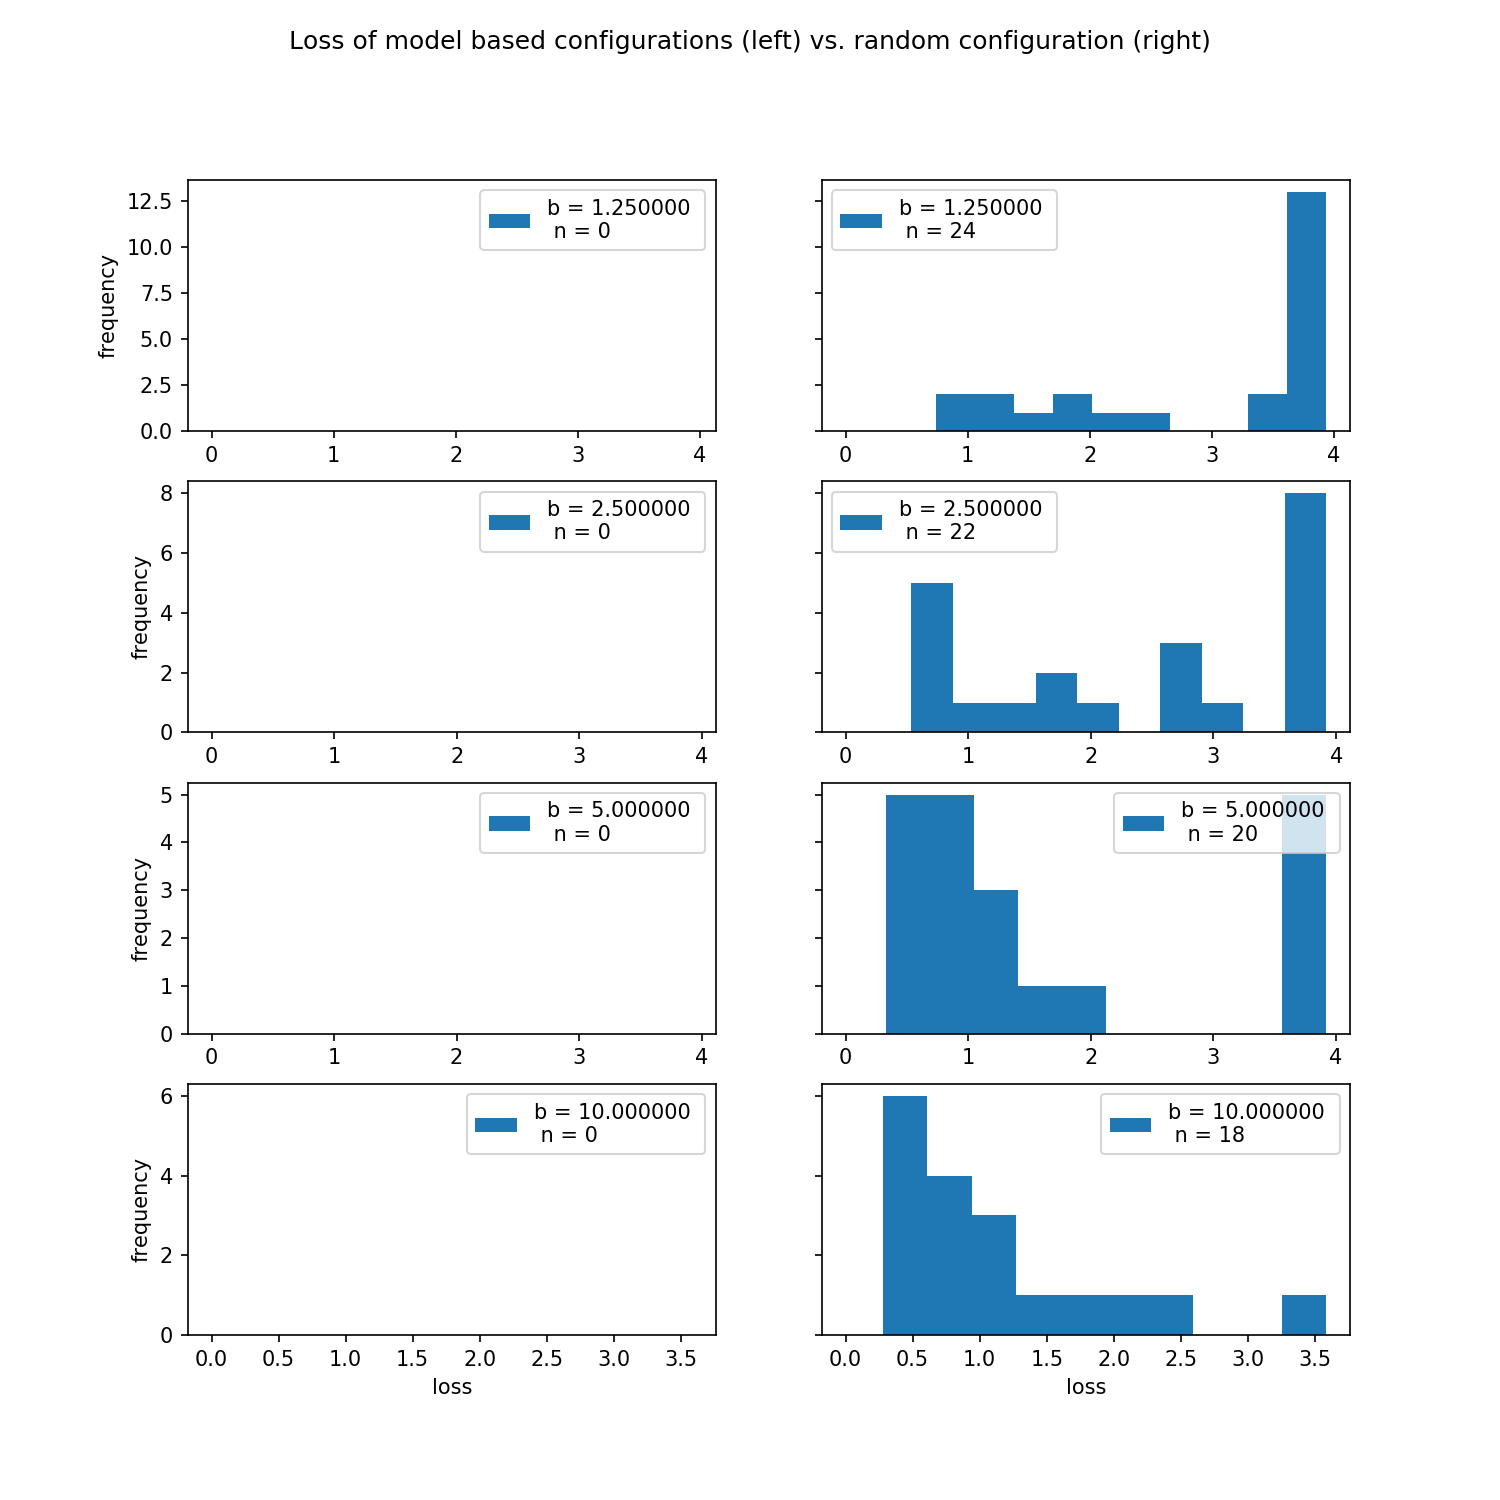 Loss of model based configurations (left) vs. random configuration (right)
12.5
10.0
7.5
5.0
2.5
0.0
frequency
b = 1.250000
n = 0
0 1 2 3 4
b = 1.250000
n = 24
0 1 2 3 4
8
6
4
2
0
frequency
b = 2.500000
n = 0
0 1 2 3 4
b = 2.500000
n = 22
0 1 2 3 4
5
4
3
2
1
0
frequency
b = 5.000000
n = 0
0 1 2 3 4
b = 5.000000
n = 20
0 1 2 3 4
6
4
2
0
frequency
b = 10.000000
n = 0
0.0 0.5 1.0 1.5 2.0 2.5 3.0 3.5
loss
b = 10.000000
n = 18
0.0 0.5 1.0 1.5 2.0 2.5 3.0 3.5
loss